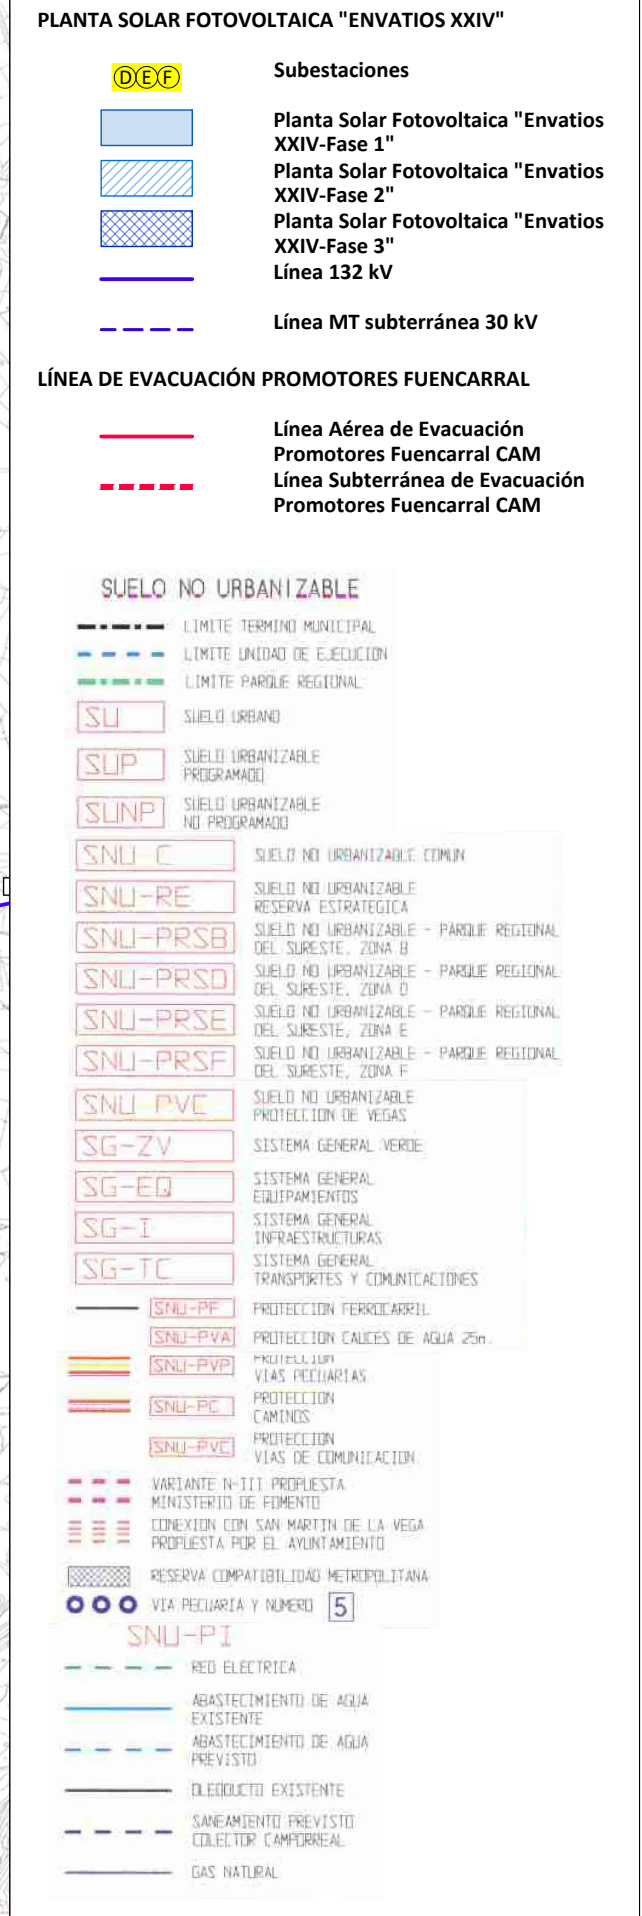 PLANTA SOLAR FOTOVOLTAICA "ENVATIOS XXIV"
DEF Subestaciones
Planta Solar Fotovoltaica "Envatios
XXIV-Fase 1"
Planta Solar Fotovoltaica "Envatios
XXIV-Fase 2"
Planta Solar Fotovoltaica "Envatios
XXIV-Fase 3"
Línea 132 kV
Línea MT subterránea 30 kV
LÍNEA DE EVACUACIÓN PROMOTORES FUENCARRAL
Línea Aérea de Evacuación
Promotores Fuencarral CAM
Línea Subterránea de Evacuación
Promotores Fuencarral CAM
SUELO NO URBANIZABLE
LIMITE TERMINO MUNICIPAL
LIMITE UNIDAD DE EJECUCION
LIMITE PARQUE REGIONAL
SU SUELO URBANO
SUP SUELO URBANIZABLE
PROGRAMADO
SUNP SUELO URBANIZABLE
NO PROGRAMADO
SNU-C SUELO NO URBANIZABLE COMUN
SNU-RE SUELO NO URBANIZABLE
RESERVA ESTRATEGICA
SNU-PRSB SUELO NO URBANIZABLE - PARQUE REGIONAL
DEL SURESTE, ZONA B
SNU-PRSD SUELO NO URBANIZABLE - PARQUE REGIONAL
DEL SURESTE, ZONA D
SNU-PRSE SUELO NO URBANIZABLE - PARQUE REGIONAL
DEL SURESTE, ZONA E
SNU-PRSF SUELO NO URBANIZABLE - PARQUE REGIONAL
DEL SURESTE, ZONA F
SNU-PVE SUELO NO URBANIZABLE
PROTECCION DE VEGAS
SG-ZV SISTEMA GENERAL VERDE
SG-EQ SISTEMA GENERAL
EQUIPAMIENTOS
SG-I SISTEMA GENERAL
INFRAESTRUCTURAS
SG-TC SISTEMA GENERAL
TRANSPORTES Y COMUNICACIONES
SNU-PF PROTECCION FERROCARRIL
SNU-PVA PROTECCION CAUCES DE AGUA 25m.
SNU-PVP PROTECCION
VIAS PECUARIAS
SNU-PC PROTECCION
CAMINOS
SNU-PVC PROTECCION
VIAS DE COMUNICACION
VARIANTE N-III PROPUESTA
MINISTERIO DE FOMENTO
CONEXION CON SAN MARTIN DE LA VEGA
PROPUESTA POR EL AYUNTAMIENTO
RESERVA COMPATIBILIDAD METROPOLITANA
VIA PECUARIA Y NUMERO 5
SNU-PI
RED ELECTRICA
ABASTECIMIENTO DE AGUA
EXISTENTE
ABASTECIMIENTO DE AGUA
PREVISTO
OLEODUCTO EXISTENTE
SANEAMIENTO PREVISTO
COLECTOR CAMPORREAL
GAS NATURAL